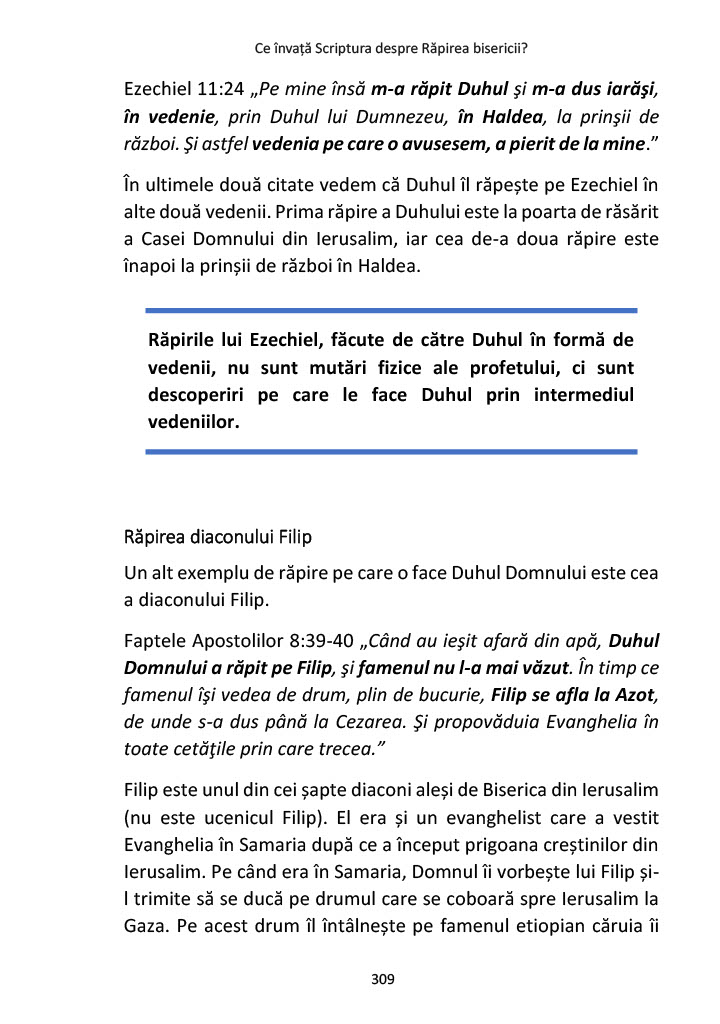 Ce învață Scriptura despre Răpirea bisericii?
Ezechiel 11:24 „Pe mine însă m-a răpit Duhul şi m-a dus iarăşi,
în vedenie, prin Duhul lui Dumnezeu, în Haldea, la prinşii de
război. Şi astfel vedenia pe care o avusesem, a pierit de la mine.”
În ultimele două citate vedem că Duhul îl răpește pe Ezechiel în
alte două vedenii. Prima răpire a Duhului este la poarta de răsărit
a Casei Domnului din Ierusalim, iar cea de-a doua răpire este
înapoi la prinșii de război în Haldea.
Răpirile lui Ezechiel, făcute de către Duhul în formă de
vedenii, nu sunt mutări fizice ale profetului, ci sunt
descoperiri pe care le face Duhul prin intermediul
vedeniilor.
Răpirea diaconului Filip
Un alt exemplu de răpire pe care o face Duhul Domnului este cea
a diaconului Filip.
Faptele Apostolilor 8:39-40 „Când au ieşit afară din apă, Duhul
Domnului a răpit pe Filip, şi famenul nu l-a mai văzut. În timp ce
famenul îşi vedea de drum, plin de bucurie, Filip se afla la Azot,
de unde s-a dus până la Cezarea. Şi propovăduia Evanghelia în
toate cetăţile prin care trecea.”
Filip este unul din cei șapte diaconi aleși de Biserica din Ierusalim
(nu este ucenicul Filip). El era și un evanghelist care a vestit
Evanghelia în Samaria după ce a început prigoana creștinilor din
Ierusalim. Pe când era în Samaria, Domnul îi vorbește lui Filip și-
l trimite să se ducă pe drumul care se coboară spre Ierusalim la
Gaza. Pe acest drum îl întâlnește pe famenul etiopian căruia îi
309